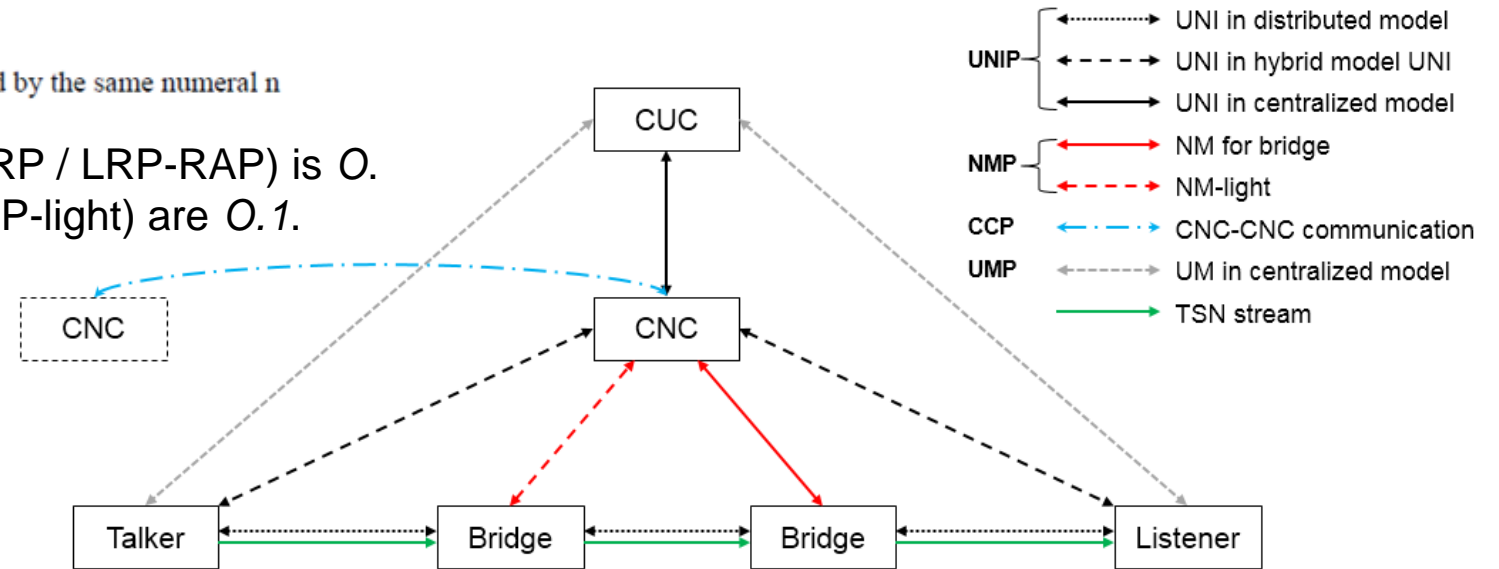 d by the same numeral n
RP / LRP-RAP) is O.
P-light) are O.1.
CUC
CNC
CNC
Talker
Bridge
Bridge
Listener
UNIP
UNI in distributed model
UNI in hybrid model UNI
UNI in centralized model
NMP
NM for bridge
NM-light
CCP
CNC-CNC communication
UMP
UM in centralized model
TSN stream